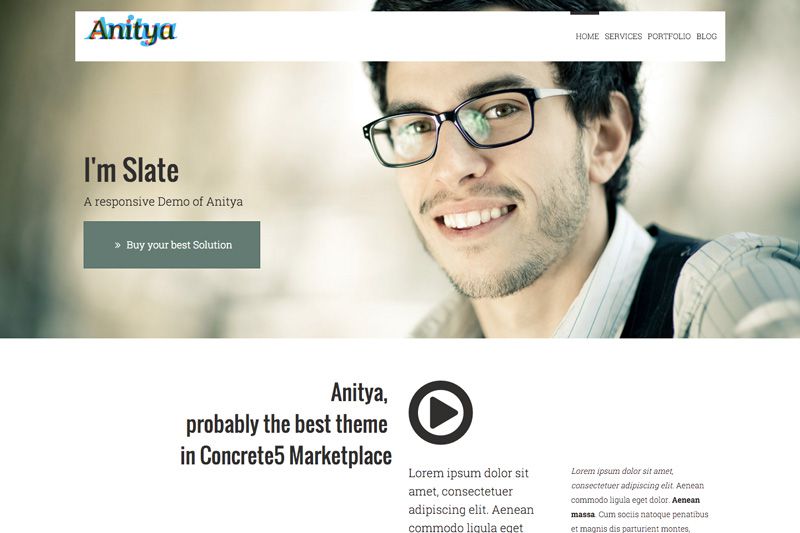 Anitya
HOME SERVICES PORTFOLIO BLOG
I'm Slate
A responsive Demo of Anitya
» Buy your best Solution
Anitya,
probably the best theme
in Concrete5 Marketplace
Lorem ipsum dolor sit
amet, consectetuer
adipiscing elit. Aenean
commodo ligula eget
Lorem ipsum dolor sit amet,
consectetuer adipiscing elit. Aenean
commodo ligula eget dolor. Aenean
massa. Cum sociis natoque penatibus
et magnis dis parturient montes,